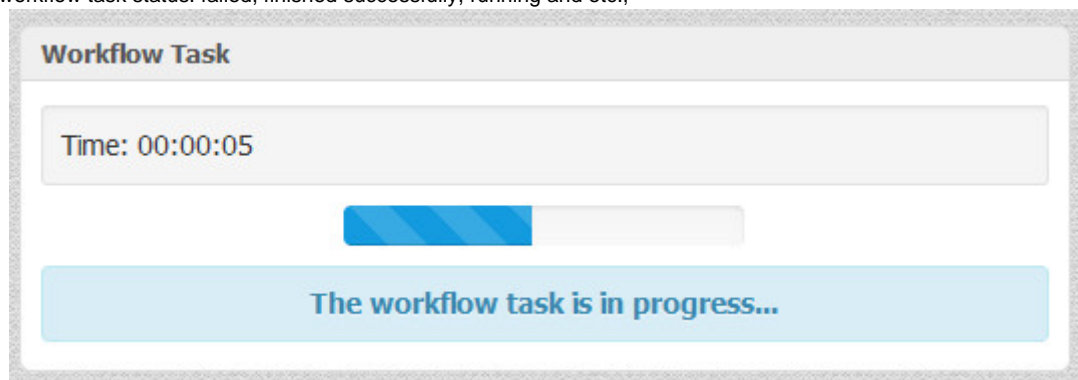 workflow task status: failed, finished successfully, running and etc.;
Workflow Task
Time: 00:00:05
The workflow task is in progress...